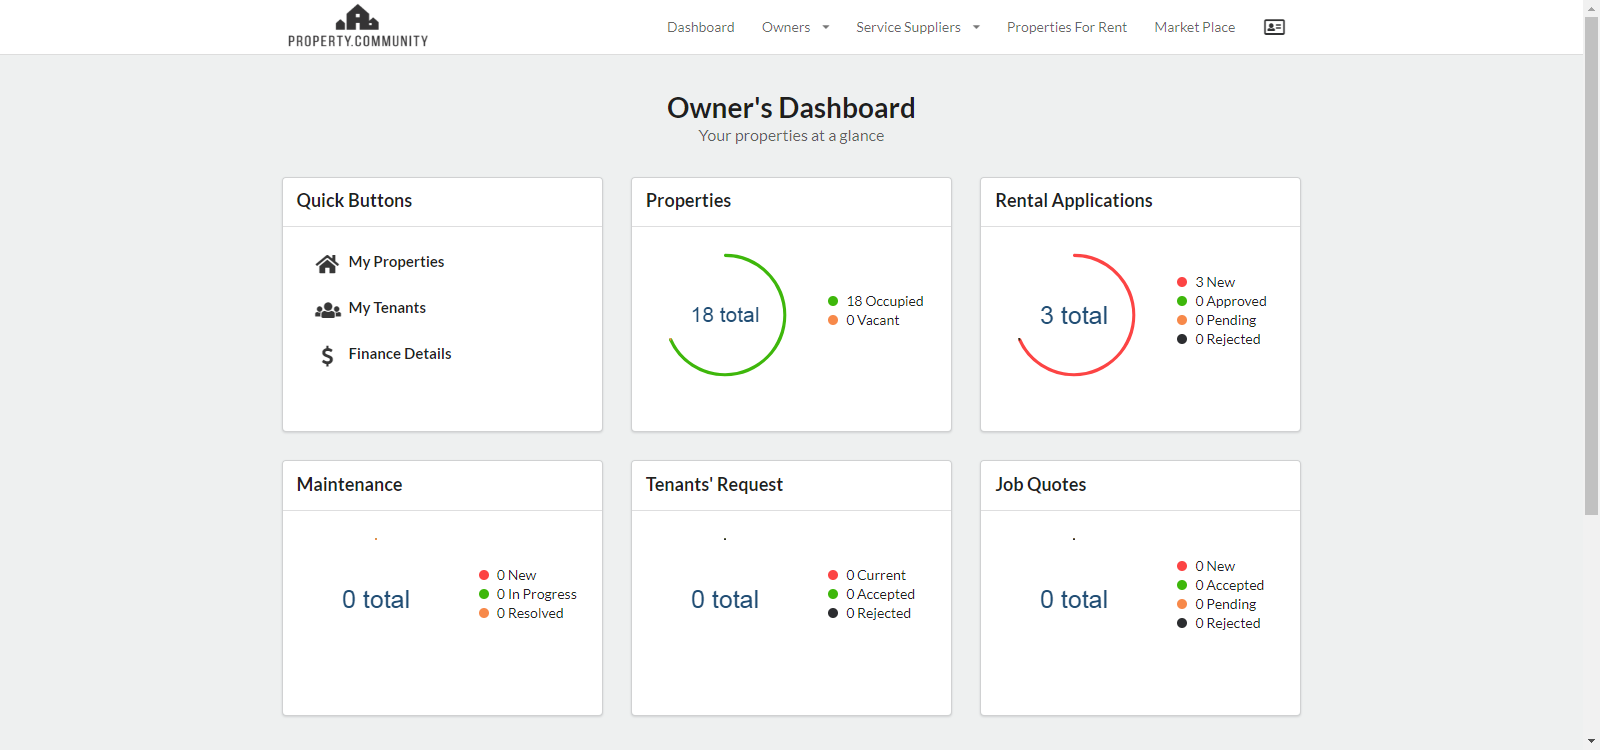 PROPERTY.COMMUNITY
Dashboard Owners Service Suppliers Properties For Rent Market Place
Owner's Dashboard
Your properties at a glance
Quick Buttons
My Properties
My Tenants
Finance Details
Properties
18 total
18 Occupied
0 Vacant
Rental Applications
3 total
3 New
0 Approved
0 Pending
0 Rejected
Maintenance
0 total
0 New
0 In Progress
0 Resolved
Tenants' Request
0 total
0 Current
0 Accepted
0 Rejected
Job Quotes
0 total
0 New
0 Accepted
0 Pending
0 Rejected